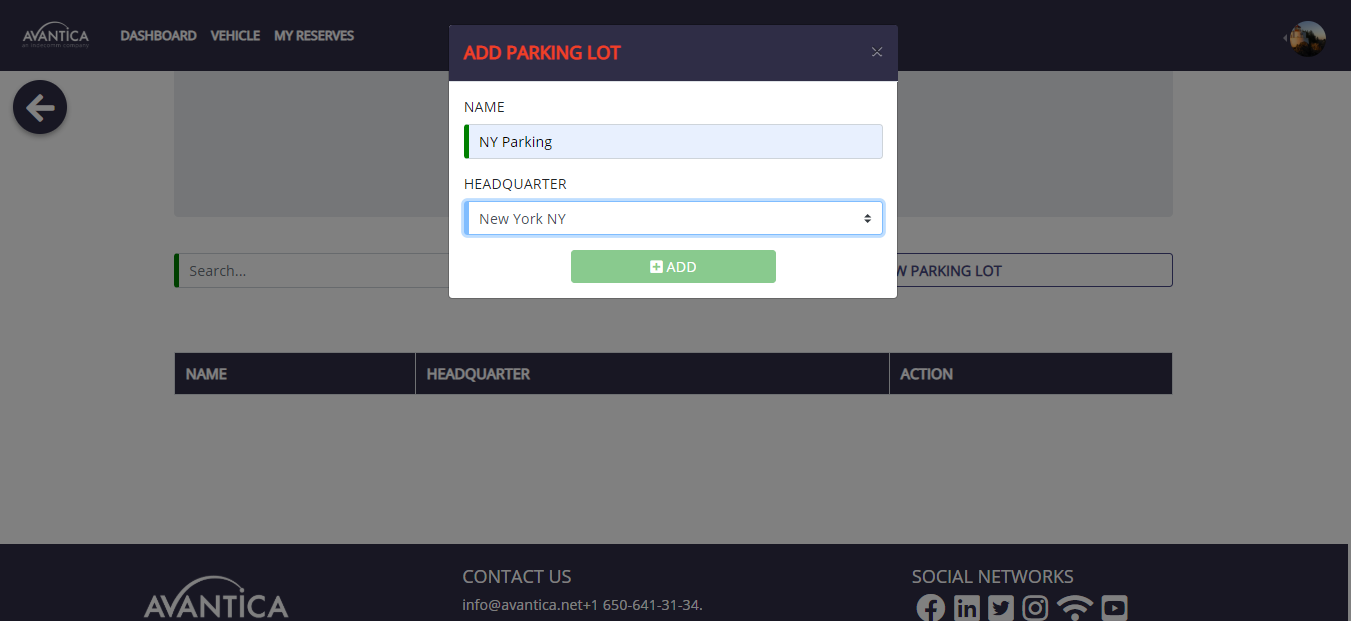 AVANTICA
an indecomm company
DASHBOARD VEHICLE MY RESERVES
ADD PARKING LOT
NAME
NY Parking
HEADQUARTER
New York NY
ADD
Search...
W PARKING LOT
NAME HEADQUARTER ACTION
AVANTICA
CONTACT US
info@avantica.net+1 650-641-31-34.
SOCIAL NETWORKS